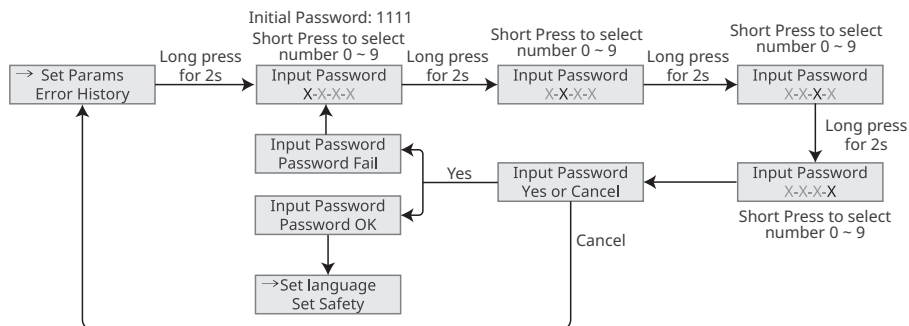 Initial Password: 1111
Short Press to select
number 0 ~ 9
Short Press to select
number 0 ~ 9
Short Press to select
number 0 ~ 9
→ Set Params
Error History
Long press
for 2s
Input Password
X-X-X-X
Long press
for 2s
Input Password
X-X-X-X
Long press
for 2s
Input Password
X-X-X-X
Long press
for 2s
Input Password
Password Fail
Yes
Input Password
Yes or Cancel
Input Password
X-X-X-X
Short Press to select
number 0 ~ 9
Input Password
Password OK
Cancel
→Set language
Set Safety